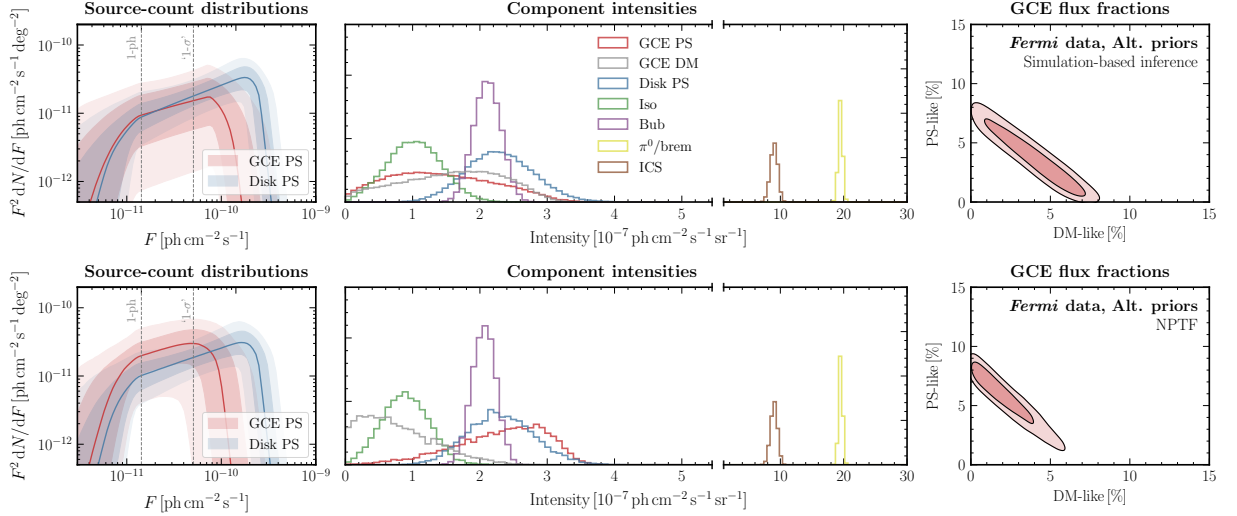 Source-count distributions
Component intensities
GCE flux fractions
F² dN/dF [ph cm⁻² s⁻¹ deg⁻²]
10⁻¹⁰
10⁻¹¹
10⁻¹²
1-ph
'1-σ'
GCE PS
Disk PS
10⁻¹¹ 10⁻¹⁰ 10⁻⁹
F [ph cm⁻² s⁻¹]
GCE PS
GCE DM
Disk PS
Iso
Bub
π⁰/brem
ICS
0 1 2 3 4 5 10 20 30
Intensity [10⁻⁷ ph cm⁻² s⁻¹ sr⁻¹]
PS-like [%]
15
10
5
0
Fermi data, Alt. priors
Simulation-based inference
0 5 10 15
DM-like [%]
Source-count distributions
Component intensities
GCE flux fractions
F² dN/dF [ph cm⁻² s⁻¹ deg⁻²]
10⁻¹⁰
10⁻¹¹
10⁻¹²
1-ph
'1-σ'
GCE PS
Disk PS
10⁻¹¹ 10⁻¹⁰ 10⁻⁹
F [ph cm⁻² s⁻¹]
0 1 2 3 4 5 10 20 30
Intensity [10⁻⁷ ph cm⁻² s⁻¹ sr⁻¹]
PS-like [%]
15
10
5
0
Fermi data, Alt. priors
NPTF
0 5 10 15
DM-like [%]